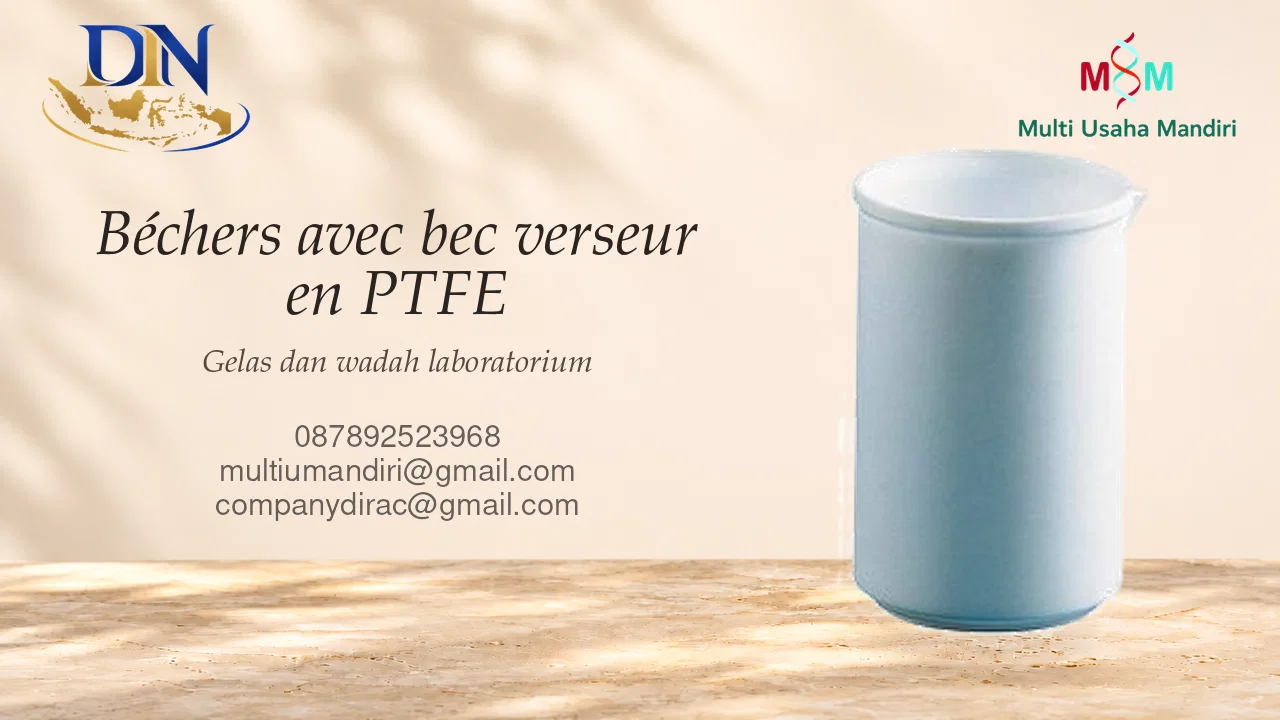 DN
M M
Multi Usaha Mandiri
Béchers avec bec verseur
en PTFE
Gelas dan wadah laboratorium
087892523968
multiumandiri@gmail.com
companydirac@gmail.com